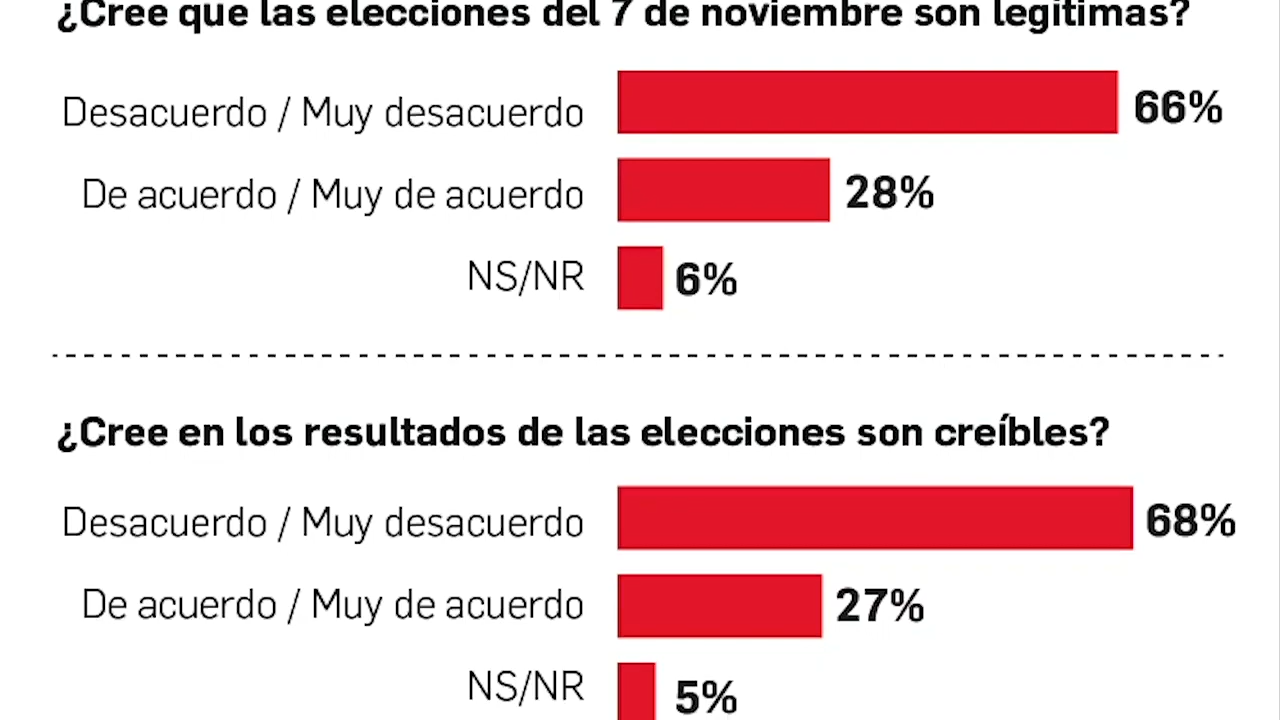 ¿Cree que las elecciones del 7 de noviembre son legítimas?
Desacuerdo / Muy desacuerdo 66%
De acuerdo / Muy de acuerdo 28%
NS/NR 6%
¿Cree en los resultados de las elecciones son creíbles?
Desacuerdo / Muy desacuerdo 68%
De acuerdo / Muy de acuerdo 27%
NS/NR 5%